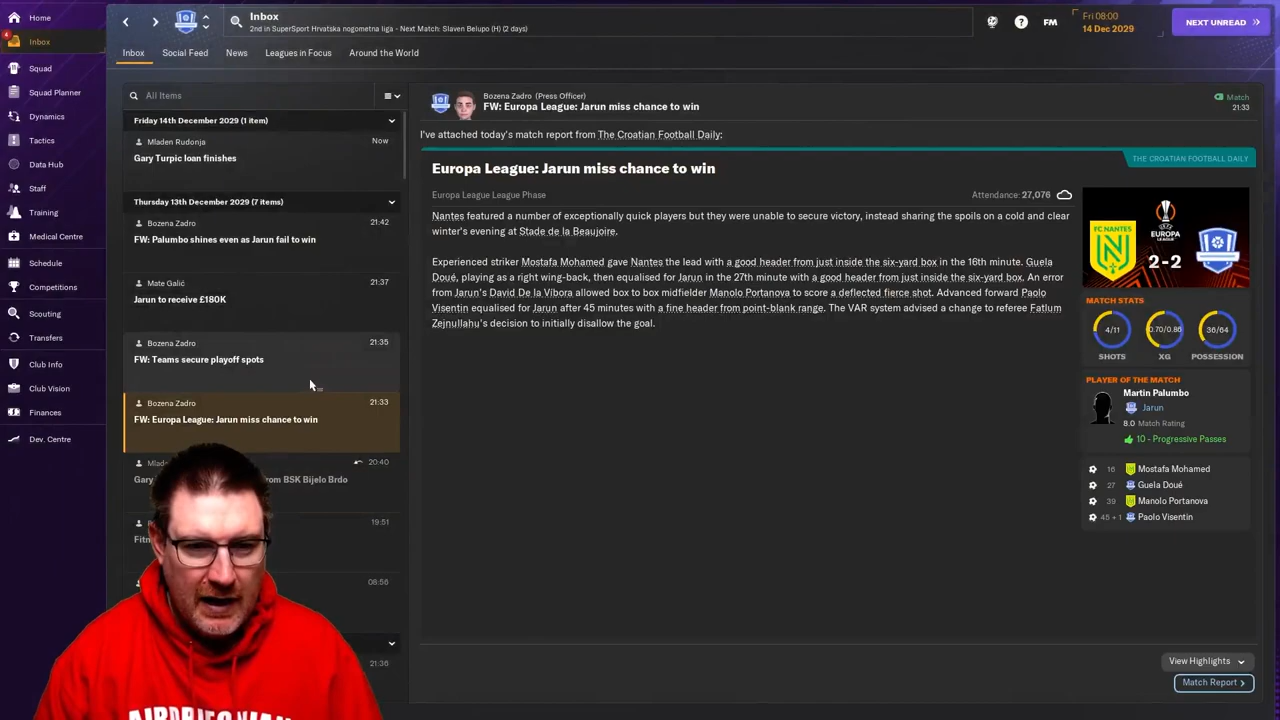 Home
4
Inbox
Squad
Squad Planner
Dynamics
Tactics
Data Hub
Staff
Training
Medical Centre
Schedule
Competitions
Scouting
Transfers
Club Info
Club Vision
Finances
Dev. Centre
Inbox
2nd in SuperSport Hrvatska nogometna liga - Next Match: Slaven Belupo (H) (2 days)
?
FM
Fri 08:00
14 Dec 2029
NEXT UNREAD
Inbox
Social Feed
News
Leagues in Focus
Around the World
All Items
Friday 14th December 2029 (1 item)
Mladen Rudonja
Now
Gary Turpic loan finishes
Thursday 13th December 2029 (7 items)
Bozena Zadro
21:42
FW: Palumbo shines even as Jarun fail to win
Mate Galić
21:37
Jarun to receive £180K
Bozena Zadro
21:35
FW: Teams secure playoff spots
Bozena Zadro
21:33
FW: Europa League: Jarun miss chance to win
20:40
om BSK Bijelo Brdo
19:51
08:56
21:36
Bozena Zadro (Press Officer)
FW: Europa League: Jarun miss chance to win
Match
21:33
I've attached today's match report from The Croatian Football Daily:
THE CROATIAN FOOTBALL DAILY
Europa League: Jarun miss chance to win
Europa League League Phase
Attendance: 27,076
Nantes featured a number of exceptionally quick players but they were unable to secure victory, instead sharing the spoils on a cold and clear
winter's evening at Stade de la Beaujoire.
Experienced striker Mostafa Mohamed gave Nantes the lead with a good header from just inside the six-yard box in the 16th minute. Guela
Doué, playing as a right wing-back, then equalised for Jarun in the 27th minute with a good header from just inside the six-yard box. An error
from Jarun's David De la Víbora allowed box to box midfielder Manolo Portanova to score a deflected fierce shot. Advanced forward Paolo
Visentin equalised for Jarun after 45 minutes with a fine header from point-blank range. The VAR system advised a change to referee Fatlum
Zejnullahu's decision to initially disallow the goal.
FC NANTES
EUROPA
LEAGUE
2-2
MATCH STATS
4/11
0.70/0.86
36/64
SHOTS
XG
POSSESSION
PLAYER OF THE MATCH
Martin Palumbo
Jarun
8.0 Match Rating
10 - Progressive Passes
16 Mostafa Mohamed
27 Guela Doué
39 Manolo Portanova
45 + 1 Paolo Visentin
View Highlights
Match Report